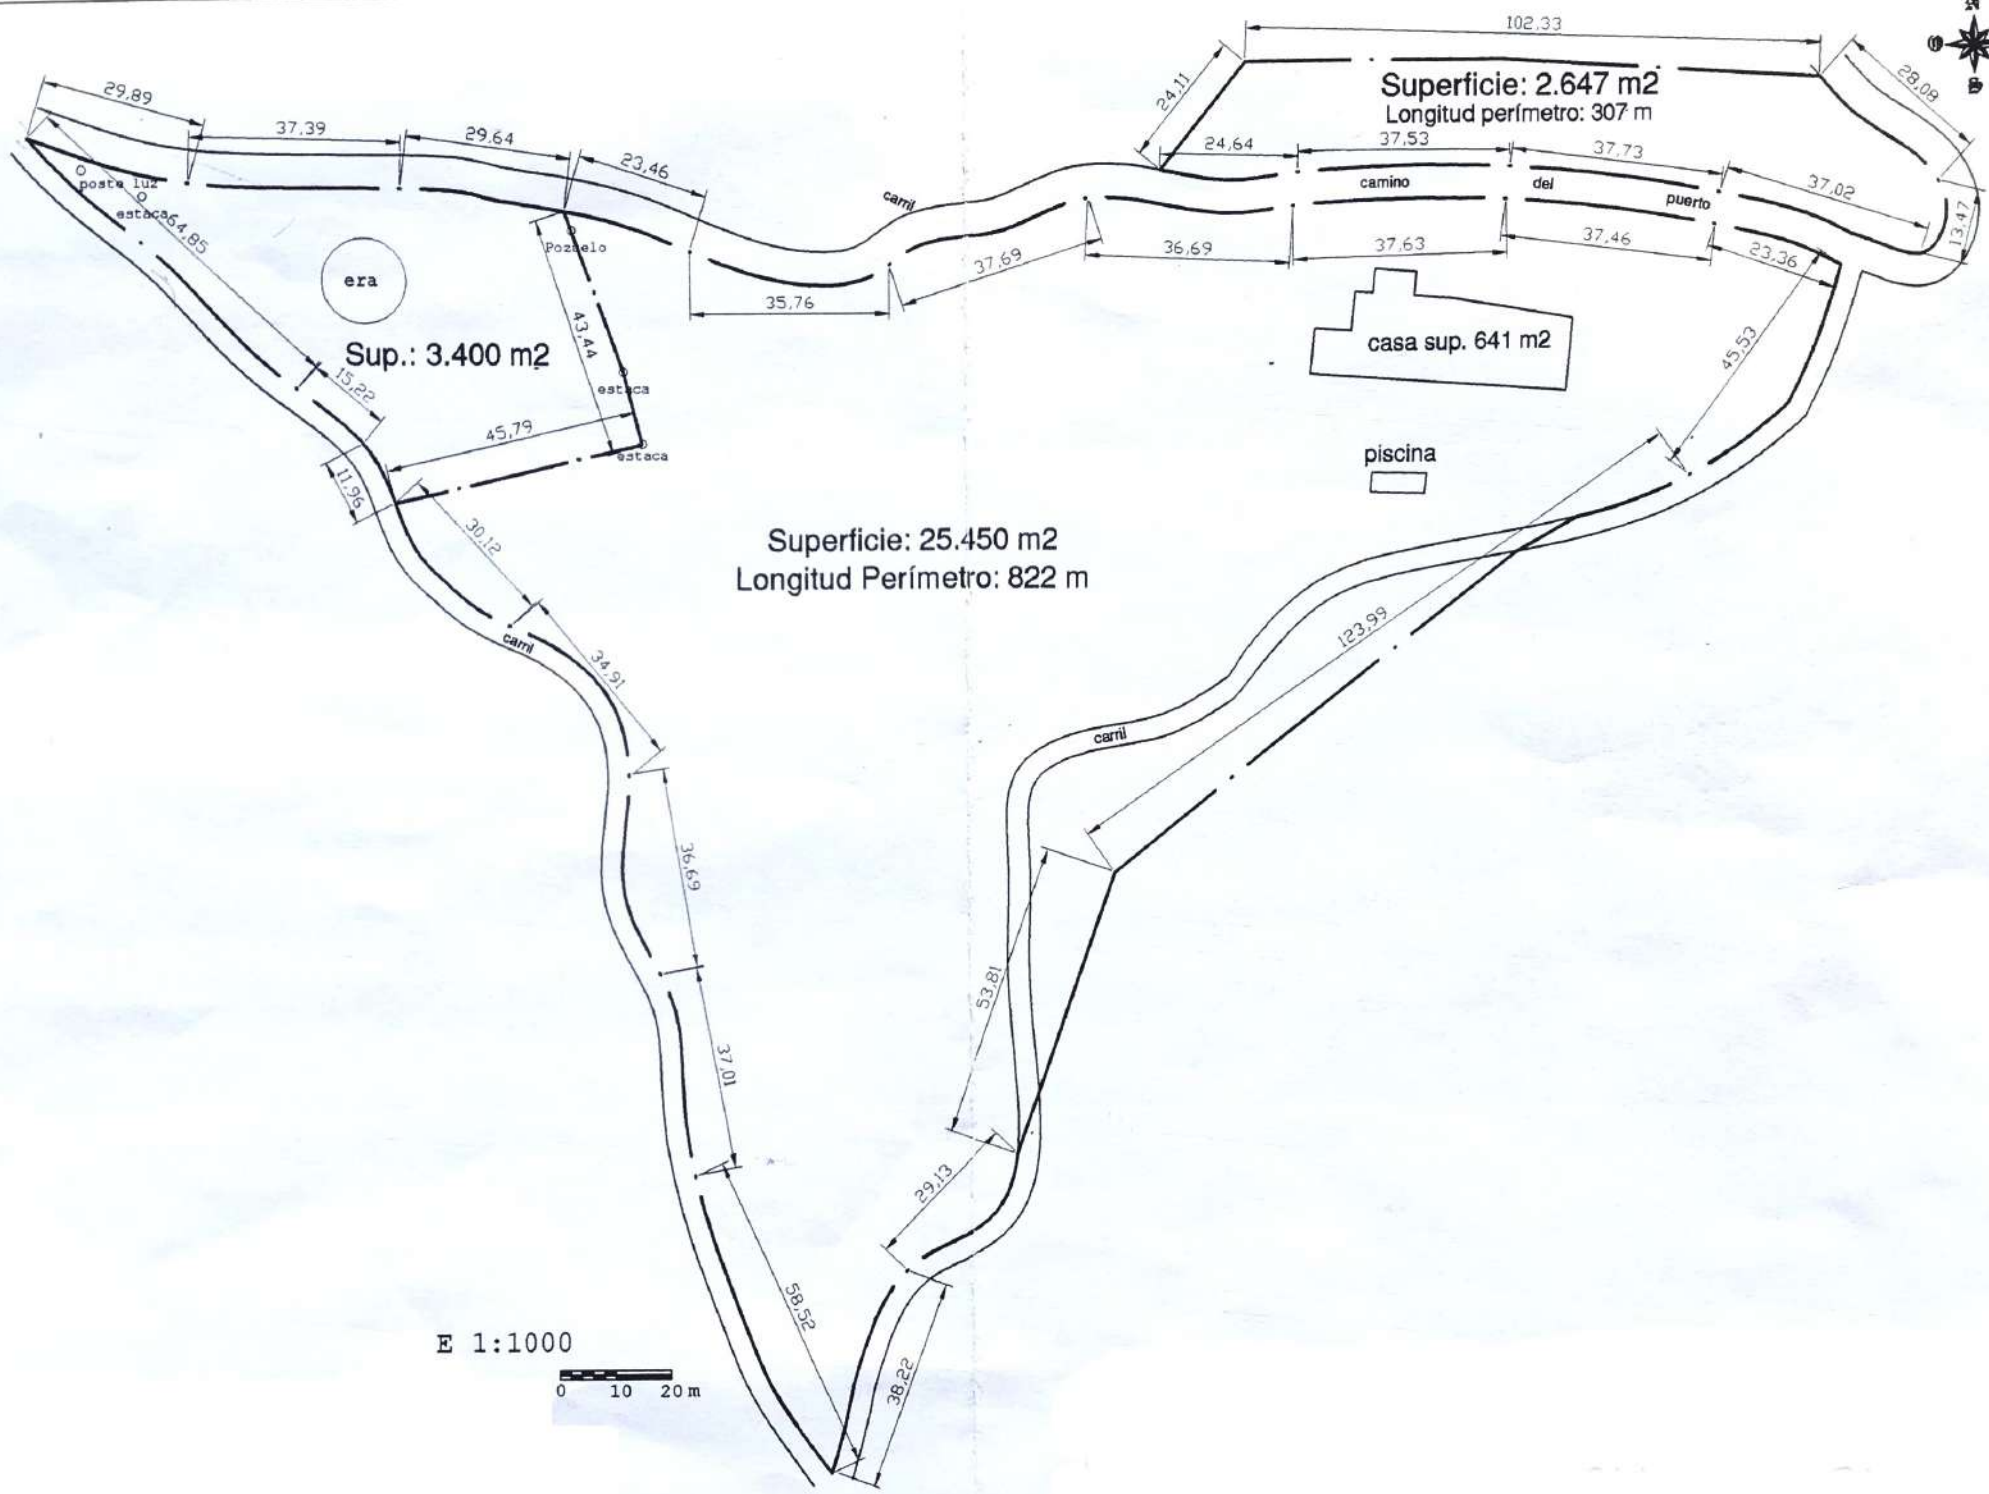 102.33
N
O
S
29,89
37.39
29.64
23,46
24,11
Superficie: 2.647 m2
Longitud perímetro: 307 m
28,08
24,64
37,53
37,73
37,02
13,47
poste luz
estaca
64,85
era
Pozuelo
carril
camino
del
puerto
37,69
36,69
37,63
37,46
23,36
35,76
43,44
Sup.: 3.400 m2
estaca
15,22
45,79
estaca
11,96
casa sup. 641 m2
45,53
piscina
30,12
Superficie: 25.450 m2
Longitud Perímetro: 822 m
carril
34,91
123,99
carril
36,69
53,81
37,01
29,13
58,52
38,22
E 1:1000
0 10 20 m